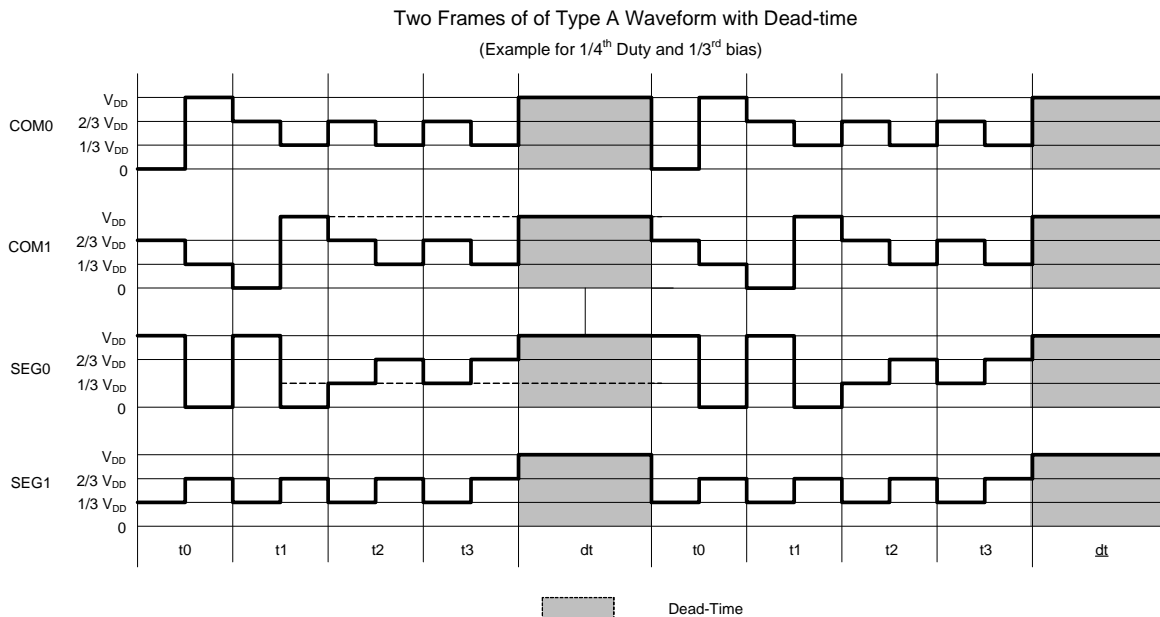 Two Frames of of Type A Waveform with Dead-time
(Example for 1/4th Duty and 1/3rd bias)
COM0
VDD
2/3 VDD
1/3 VDD
0
COM1
VDD
2/3 VDD
1/3 VDD
0
SEG0
VDD
2/3 VDD
1/3 VDD
0
SEG1
VDD
2/3 VDD
1/3 VDD
0
t0 t1 t2 t3 dt t0 t1 t2 t3 dt
Dead-Time